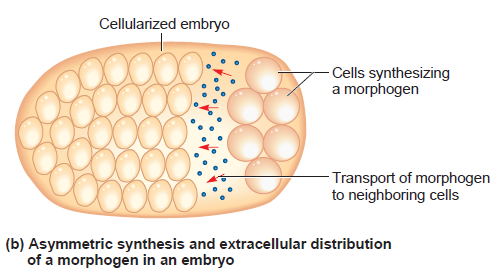 Cellularized embryo
Cells synthesizing
a morphogen
Transport of morphogen
to neighboring cells
(b) Asymmetric synthesis and extracellular distribution
of a morphogen in an embryo